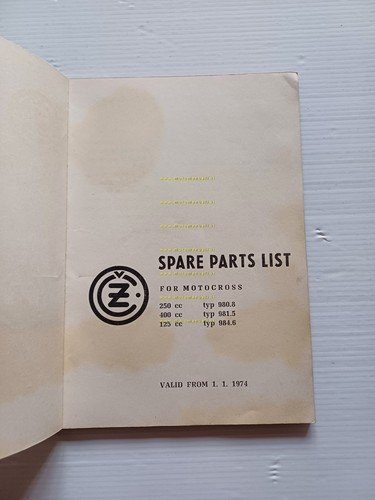 SPARE PARTS LIST
FOR MOTOCROSS
250 cc typ 980.8
400 cc typ 981.5
125 cc typ 984.6
ČZ
VALID FROM 1. 1. 1974